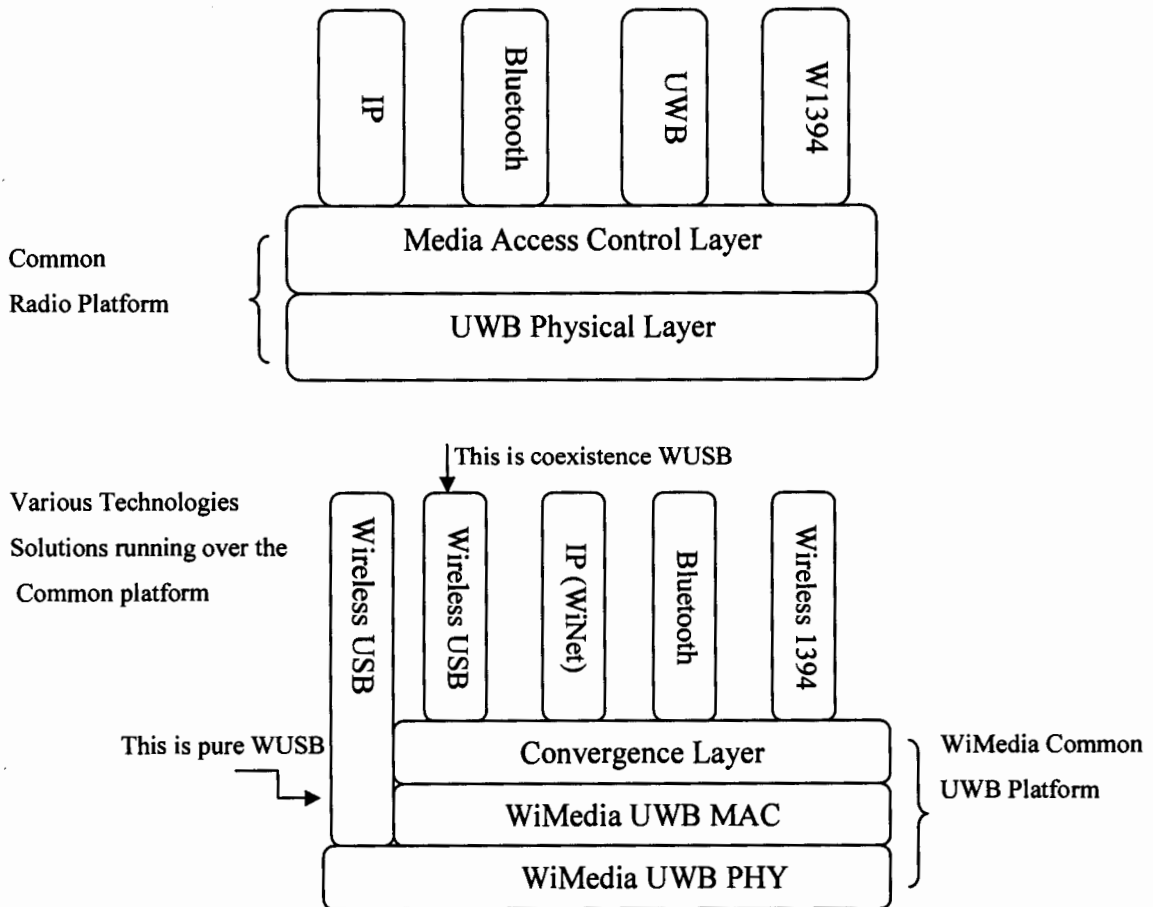 IP
Bluetooth
UWB
W1394
Media Access Control Layer
UWB Physical Layer
Common
Radio Platform
This is coexistence WUSB
Various Technologies
Solutions running over the
Common platform
Wireless USB
Wireless USB
IP (WiNet)
Bluetooth
Wireless 1394
This is pure WUSB
Convergence Layer
WiMedia UWB MAC
WiMedia UWB PHY
WiMedia Common
UWB Platform